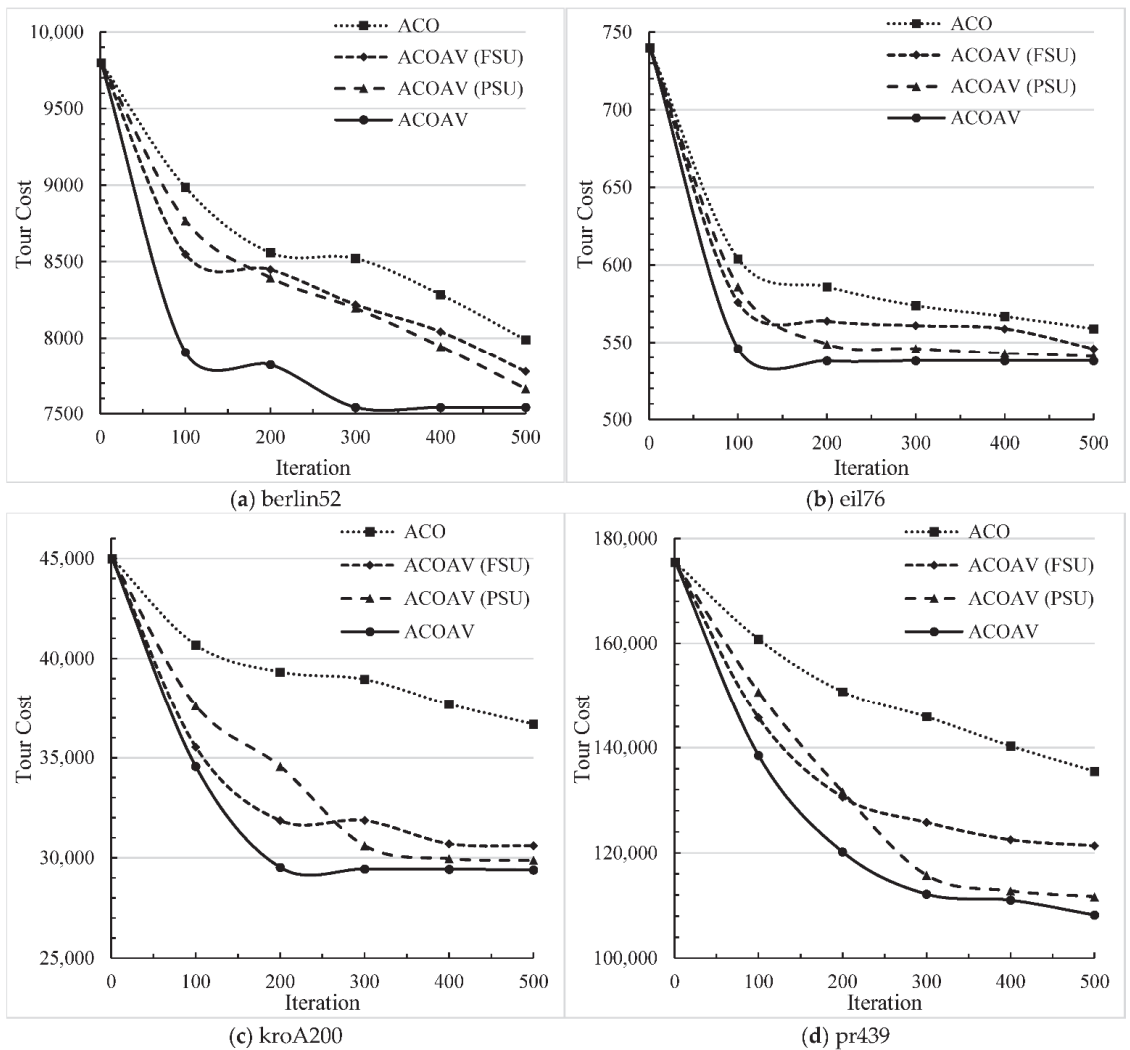 10,000
9500
9000
8500
8000
7500
0
100
200
300
400
500
Tour Cost
Iteration
ACO
ACOAV (FSU)
ACOAV (PSU)
ACOAV
(a) berlin52
750
700
650
600
550
500
0
100
200
300
400
500
Tour Cost
Iteration
ACO
ACOAV (FSU)
ACOAV (PSU)
ACOAV
(b) eil76
45,000
40,000
35,000
30,000
25,000
0
100
200
300
400
500
Tour Cost
Iteration
ACO
ACOAV (FSU)
ACOAV (PSU)
ACOAV
(c) kroA200
180,000
160,000
140,000
120,000
100,000
0
100
200
300
400
500
Tour Cost
Iteration
ACO
ACOAV (FSU)
ACOAV (PSU)
ACOAV
(d) pr439